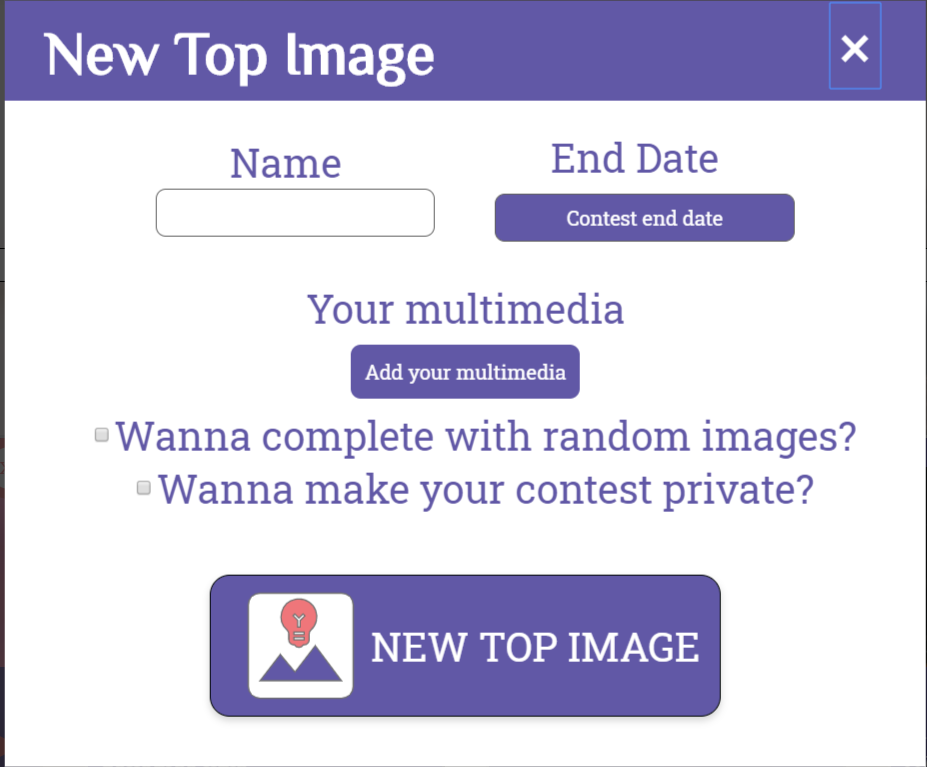 New Top Image
Name
End Date
Contest end date
Your multimedia
Add your multimedia
Wanna complete with random images?
Wanna make your contest private?
NEW TOP IMAGE